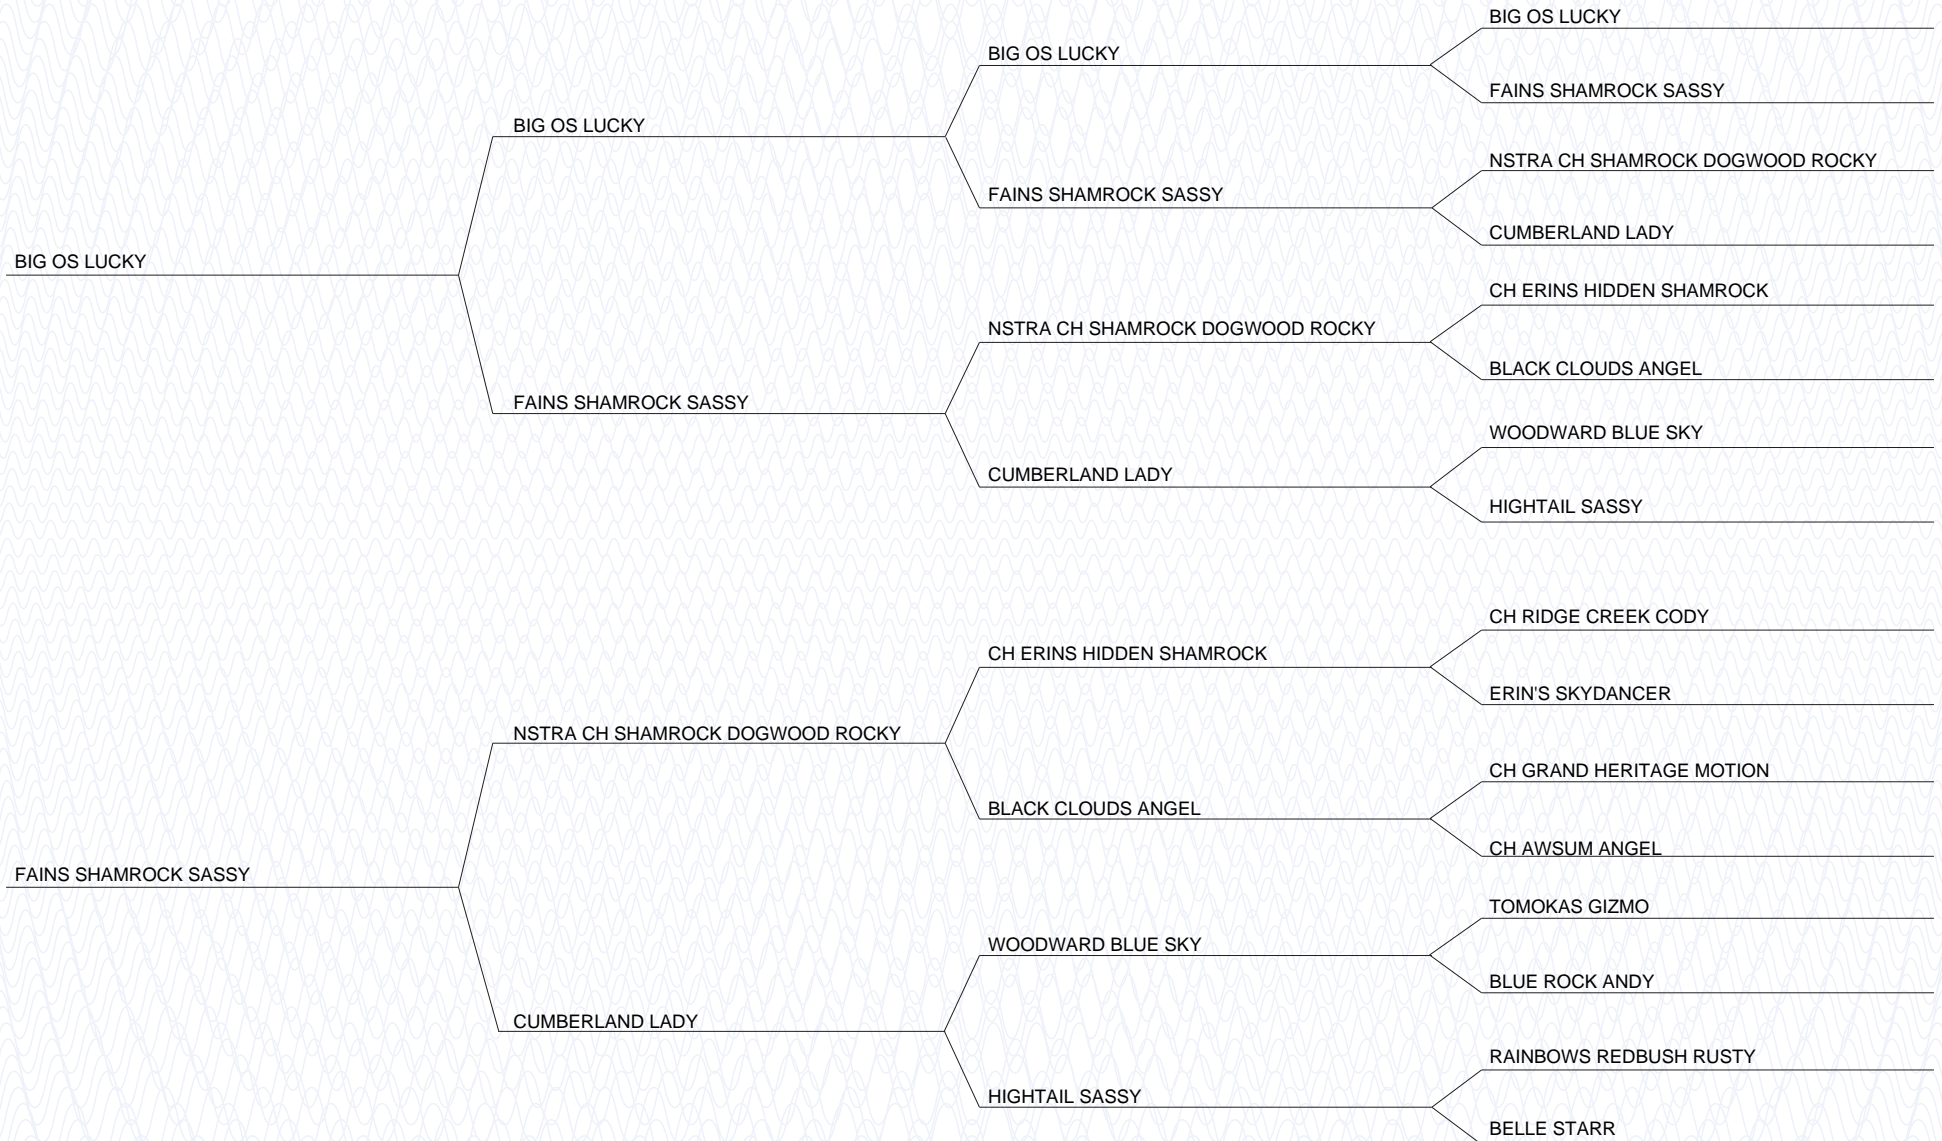 BIG OS LUCKY
BIG OS LUCKY
BIG OS LUCKY
BIG OS LUCKY
FAINS SHAMROCK SASSY
FAINS SHAMROCK SASSY
NSTRA CH SHAMROCK DOGWOOD ROCKY
CUMBERLAND LADY
FAINS SHAMROCK SASSY
NSTRA CH SHAMROCK DOGWOOD ROCKY
CH ERINS HIDDEN SHAMROCK
BLACK CLOUDS ANGEL
CUMBERLAND LADY
WOODWARD BLUE SKY
HIGHTAIL SASSY
FAINS SHAMROCK SASSY
NSTRA CH SHAMROCK DOGWOOD ROCKY
CH ERINS HIDDEN SHAMROCK
CH RIDGE CREEK CODY
ERIN'S SKYDANCER
BLACK CLOUDS ANGEL
CH GRAND HERITAGE MOTION
CH AWSUM ANGEL
CUMBERLAND LADY
WOODWARD BLUE SKY
TOMOKAS GIZMO
BLUE ROCK ANDY
HIGHTAIL SASSY
RAINBOWS REDBUSH RUSTY
BELLE STARR